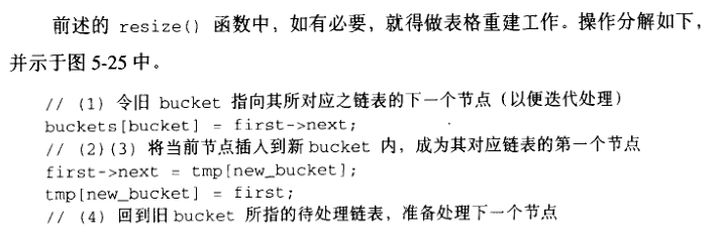 前述的 resize() 函数中，如有必要，就得做表格重建工作。操作分解如下，
并示于图 5-25 中。
// (1) 令旧 bucket 指向其所对应之链表的下一个节点（以便迭代处理）
buckets[bucket] = first->next;
// (2)(3) 将当前节点插入到新 bucket 内，成为其对应链表的第一个节点
first->next = tmp[new_bucket];
tmp[new_bucket] = first;
// (4) 回到旧 bucket 所指的待处理链表，准备处理下一个节点